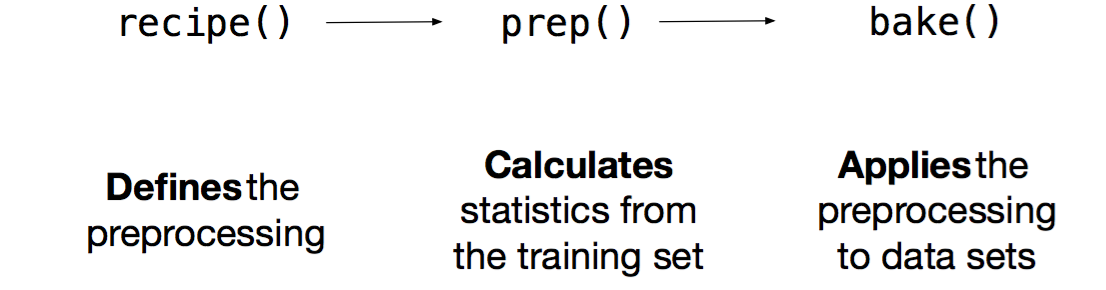 recipe() prep() bake()
Defines the
preprocessing
Calculates
statistics from
the training set
Applies the
preprocessing
to data sets